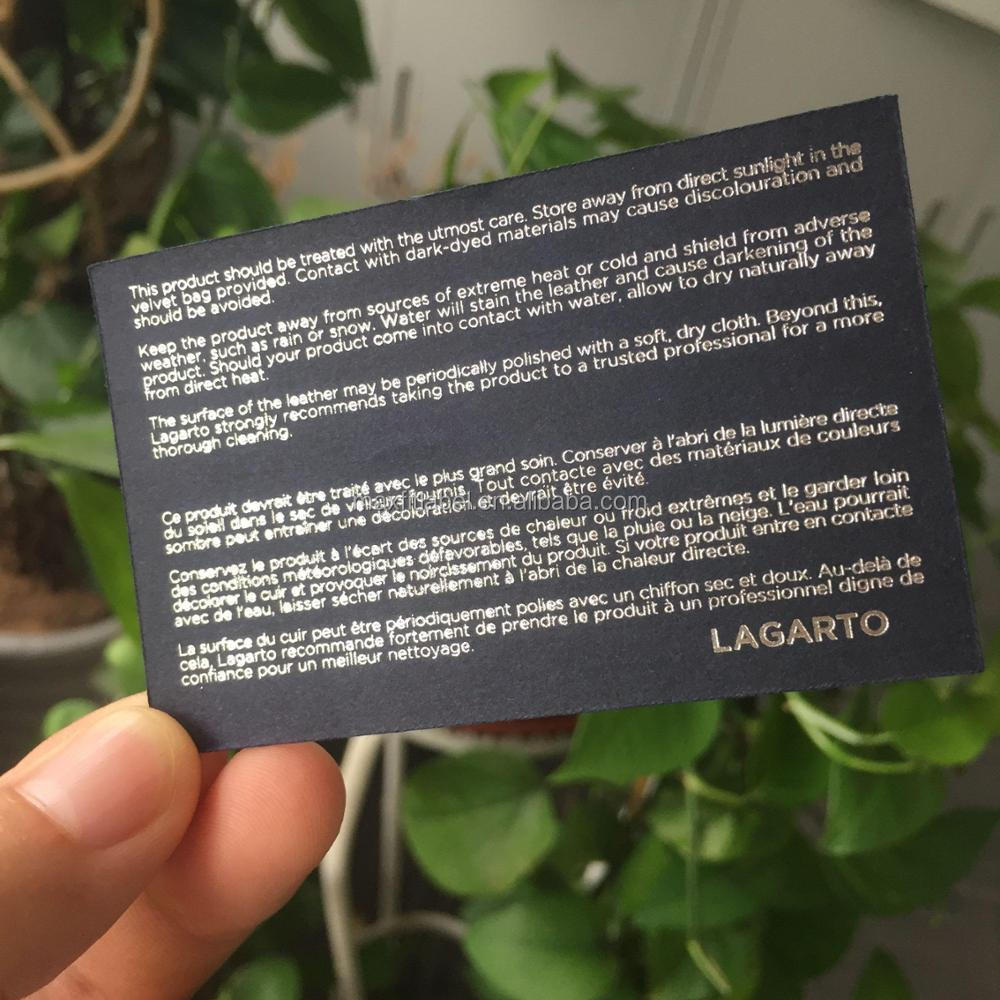 This product should be treated with the utmost care. Store away from direct sunlight in the
velvet bag provided. Contact with dark-dyed materials may cause discolouration and
should be avoided.
Keep the product away from sources of extreme heat or cold and shield from adverse
weather, such as rain or snow. Water will stain the leather and cause darkening of the
product. Should your product come into contact with water, allow to dry naturally away
from direct heat.
The surface of the leather may be periodically polished with a soft, dry cloth. Beyond this,
Lagarto strongly recommends taking the product to a trusted professional for a more
thorough cleaning.
Ce produit devrait être traité avec le plus grand soin. Conserver à l'abri de la lumière directe
du soleil dans le sac de velours fournis. Tout contacte avec des matériaux de couleurs
sombre peut entraîner une décoloration et devrait être évité.
Conservez le produit à l'écart des sources de chaleur ou froid extrêmes et le garder loin
des conditions météorologiques défavorables, tels que la pluie ou la neige. L'eau pourrait
décolorer le cuir et provoquer le noircissement du produit. Si votre produit entre en contacte
avec de l'eau, laisser sécher naturellement à l'abri de la chaleur directe.
La surface du cuir peut être périodiquement polies avec un chiffon sec et doux. Au-delà de
cela, Lagarto recommande fortement de prendre le produit à un professionnel digne de
confiance pour un meilleur nettoyage.
LAGARTO